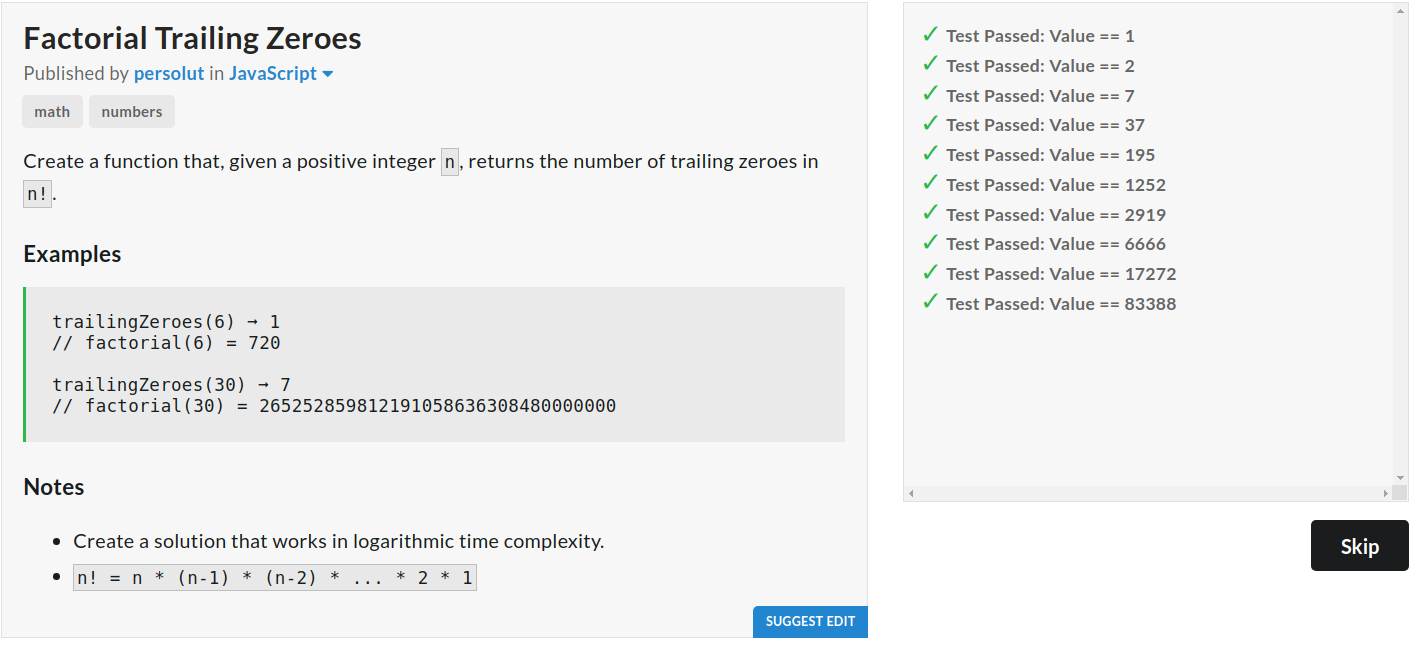 Factorial Trailing Zeroes
Published by persolut in JavaScript
math numbers
Create a function that, given a positive integer n, returns the number of trailing zeroes in
n!.
Examples
trailingZeroes(6) → 1
// factorial(6) = 720
trailingZeroes(30) → 7
// factorial(30) = 265252859812191058636308480000000
Notes
• Create a solution that works in logarithmic time complexity.
• n! = n * (n-1) * (n-2) * ... * 2 * 1
SUGGEST EDIT
✓ Test Passed: Value == 1
✓ Test Passed: Value == 2
✓ Test Passed: Value == 7
✓ Test Passed: Value == 37
✓ Test Passed: Value == 195
✓ Test Passed: Value == 1252
✓ Test Passed: Value == 2919
✓ Test Passed: Value == 6666
✓ Test Passed: Value == 17272
✓ Test Passed: Value == 83388
Skip